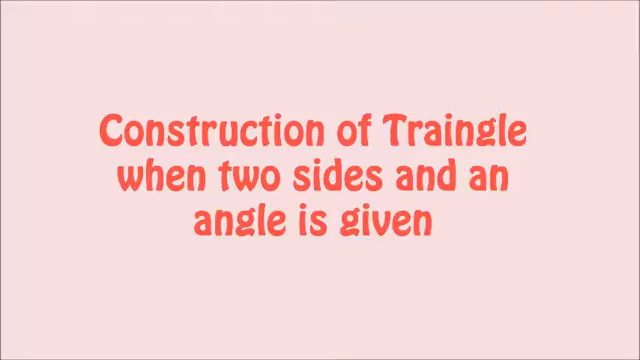 Construction of Traingle
when two sides and an
angle is given